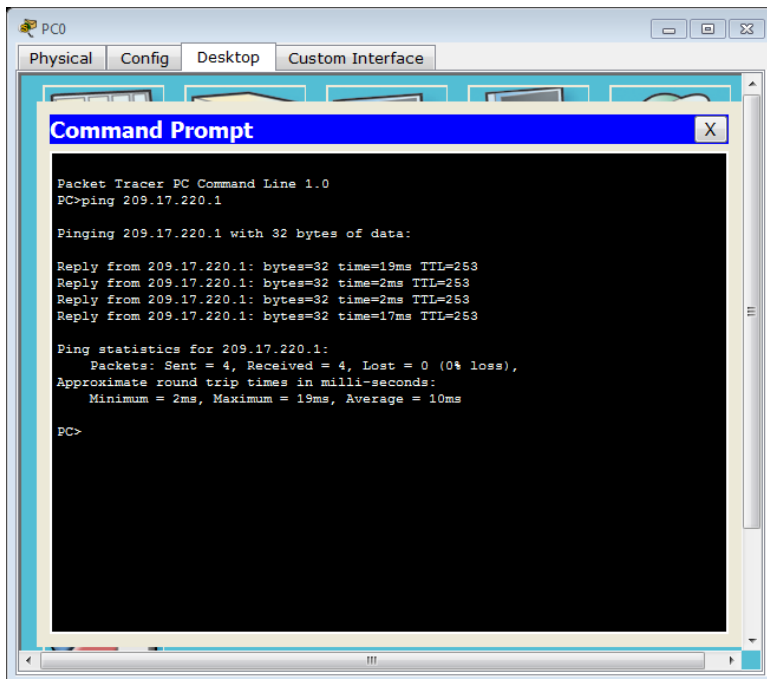 PC0
Physical Config Desktop Custom Interface
Command Prompt X
Packet Tracer PC Command Line 1.0
PC>ping 209.17.220.1
Pinging 209.17.220.1 with 32 bytes of data:
Reply from 209.17.220.1: bytes=32 time=19ms TTL=253
Reply from 209.17.220.1: bytes=32 time=2ms TTL=253
Reply from 209.17.220.1: bytes=32 time=2ms TTL=253
Reply from 209.17.220.1: bytes=32 time=17ms TTL=253
Ping statistics for 209.17.220.1:
    Packets: Sent = 4, Received = 4, Lost = 0 (0% loss),
Approximate round trip times in milli-seconds:
    Minimum = 2ms, Maximum = 19ms, Average = 10ms
PC>